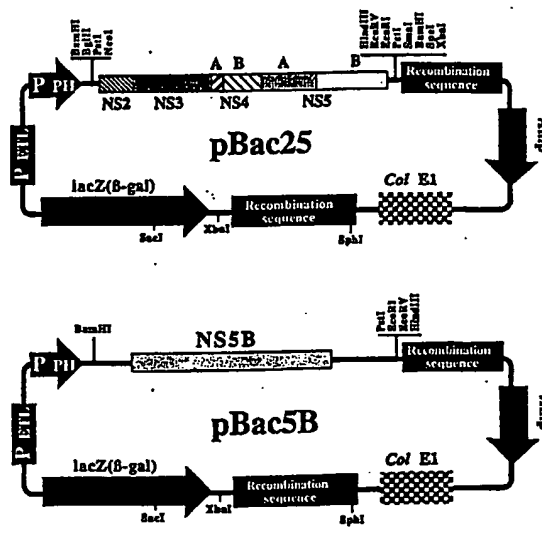 BamHI
BglII
PstI
NcoI
HindIII
EcoRV
EcoRI
PstI
SmaI
BamHI
SpeI
XbaI
A B A B
P PH
Recombination
sequence
NS2 NS3 NS4 NS5
pBac25
P ETL
lacZ(ß-gal)
Col E1
Recombination
sequence
SacI
XbaI
SphI
BamHI
PstI
EcoRI
EcoRV
HindIII
NS5B
P PH
Recombination
sequence
pBac5B
P ETL
lacZ(ß-gal)
Col E1
Recombination
sequence
SacI
XbaI
SphI